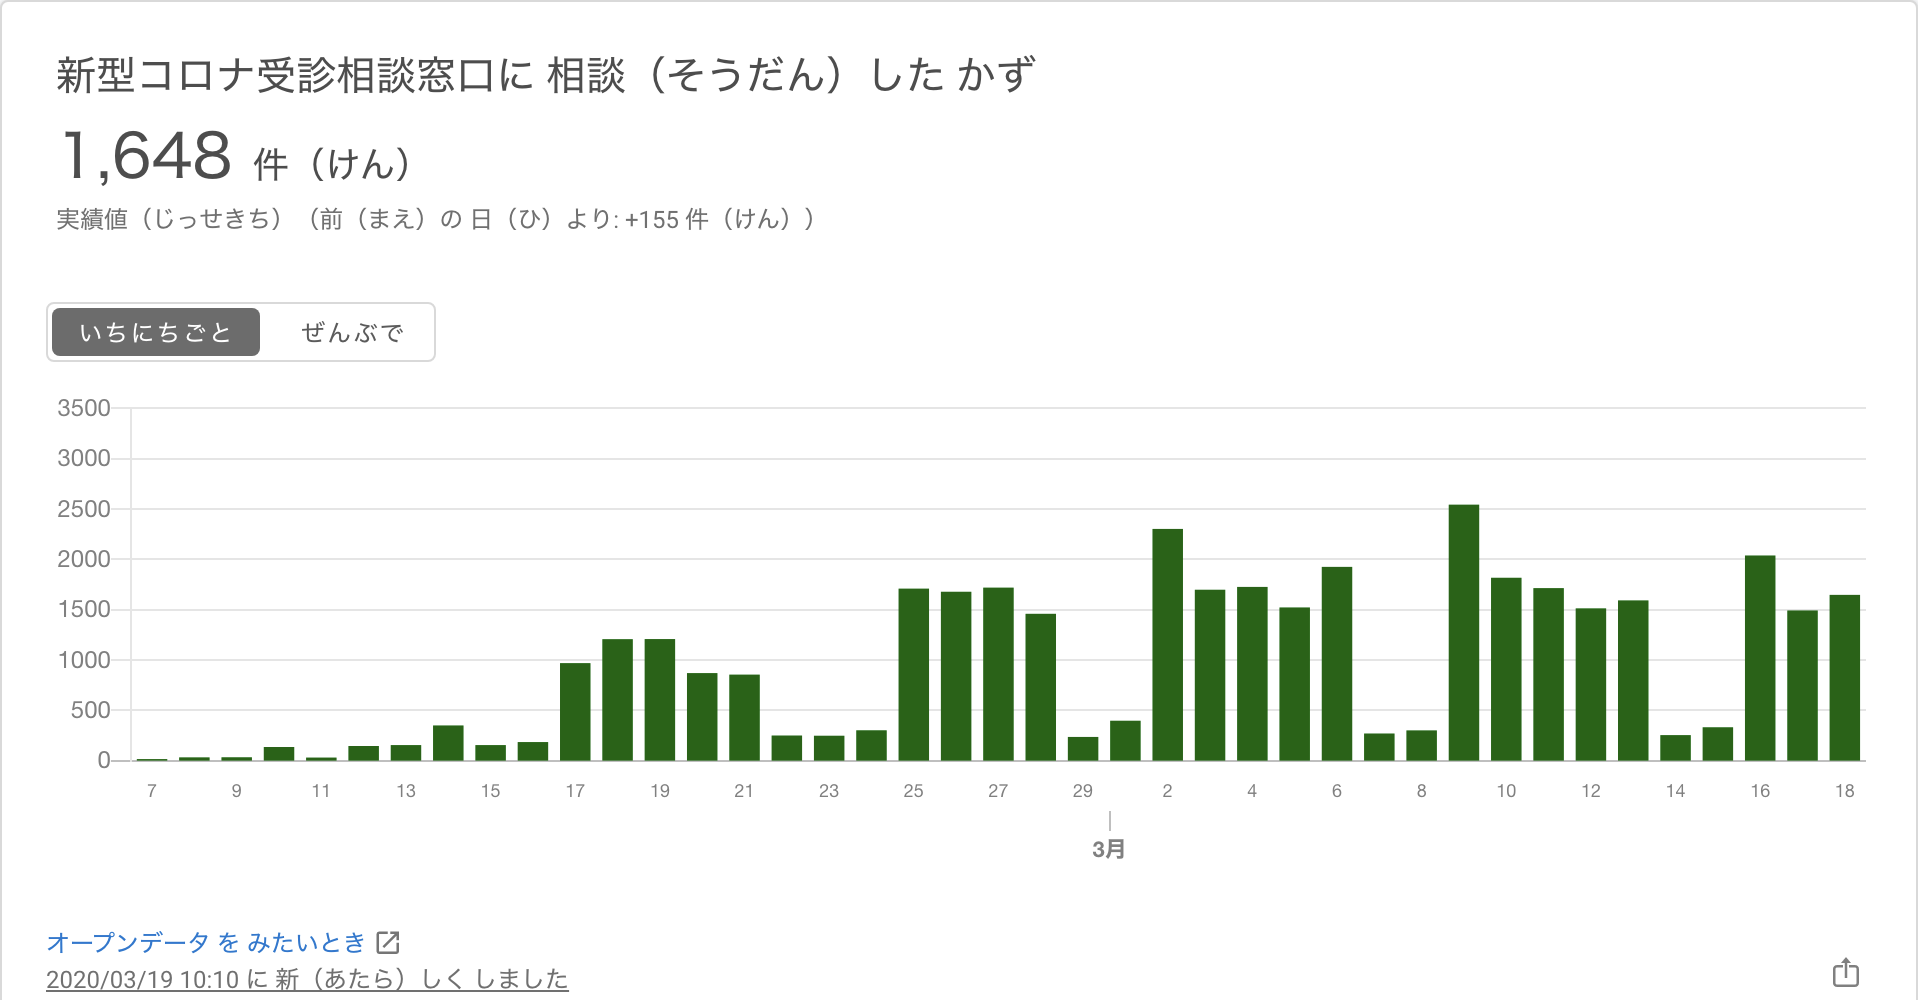 新型コロナ受診相談窓口に 相談（そうだん）した かず
1,648 件（けん）
実績値（じっせきち）（前（まえ）の 日（ひ）より: +155 件（けん））
いちにちごと ぜんぶで
3500
3000
2500
2000
1500
1000
500
0
7 9 11 13 15 17 19 21 23 25 27 29 2 4 6 8 10 12 14 16 18
3月
オープンデータ を みたいとき
2020/03/19 10:10 に 新（あたら）しく しました